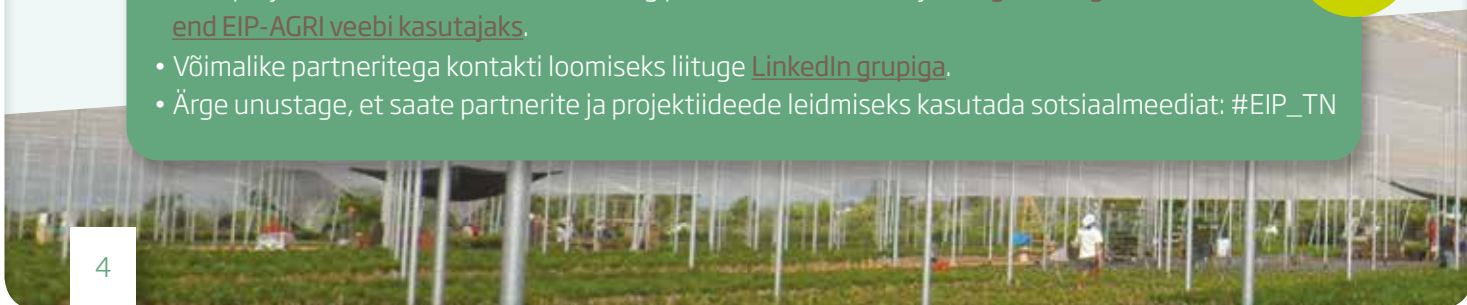 end EIP-AGRI veebi kasutajaks.
• Võimalike partneritega kontakti loomiseks liituge LinkedIn grupiga.
• Ärge unustage, et saate partnerite ja projektiideede leidmiseks kasutada sotsiaalmeediat: #EIP_TN
4